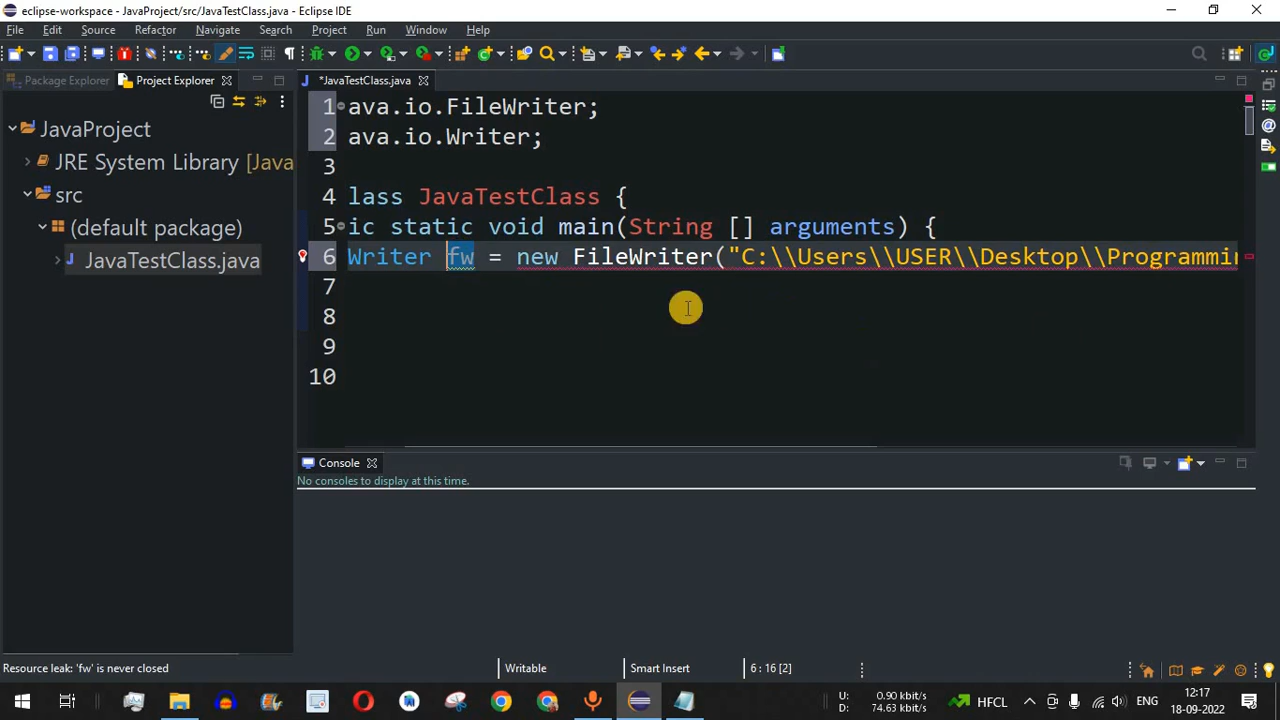 eclipse-workspace - JavaProject/src/JavaTestClass.java - Eclipse IDE
File Edit Source Refactor Navigate Search Project Run Window Help
Package Explorer Project Explorer
*JavaTestClass.java
JavaProject
JRE System Library [Java
src
(default package)
JavaTestClass.java
1 ava.io.FileWriter;
2 ava.io.Writer;
3
4 lass JavaTestClass {
5 ic static void main(String [] arguments) {
6 Writer fw = new FileWriter("C:\\Users\\USER\\Desktop\\Programmin
7
8
9
10
Console
No consoles to display at this time.
Resource leak: 'fw' is never closed
Writable
Smart Insert
6 : 16 [2]
U: 0.90 kbit/s
D: 74.63 kbit/s
HFCL
ENG
12:17
18-09-2022